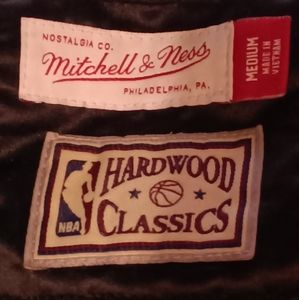 NOSTALGIA CO.
Mitchell & Ness
PHILADELPHIA, PA.
MEDIUM
MADE IN
VIETNAM
HARDWOOD
CLASSICS
NBA